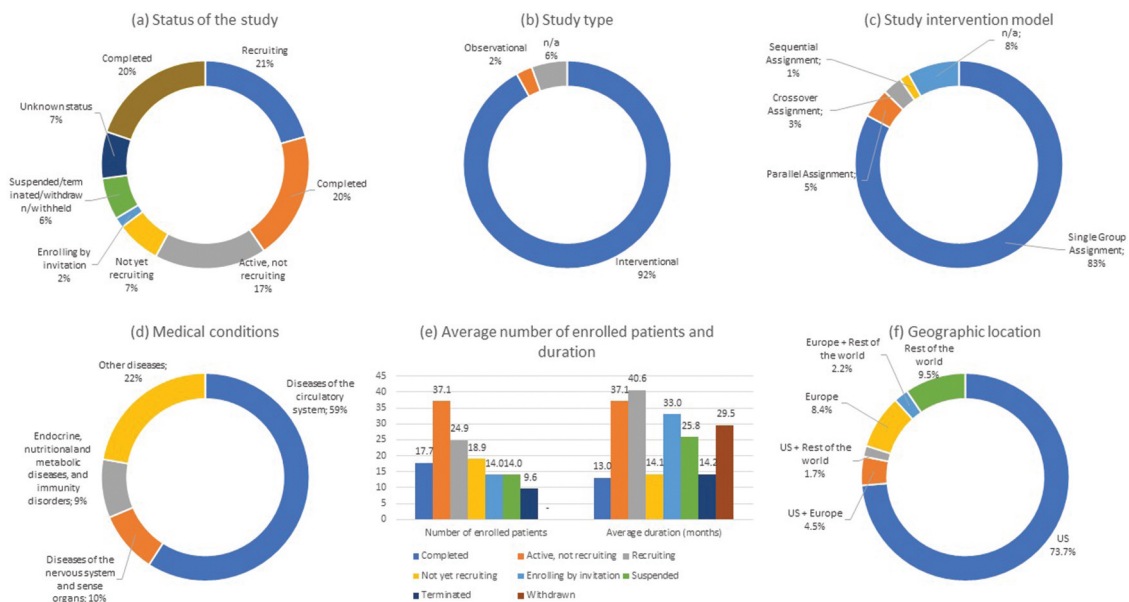 (a) Status of the study
Recruiting
21%
Completed
20%
Active, not
recruiting
17%
Not yet
recruiting
7%
Enrolling by
invitation
2%
Suspended/term
inated/withdraw
n/withheld
6%
Unknown status
7%
Completed
20%
(b) Study type
Observational
2%
n/a
6%
Interventional
92%
(c) Study intervention model
n/a;
8%
Sequential
Assignment;
1%
Crossover
Assignment;
3%
Parallel Assignment;
5%
Single Group
Assignment;
83%
(d) Medical conditions
Other diseases;
22%
Diseases of the
circulatory
system; 59%
Endocrine,
nutritional and
metabolic
diseases, and
immunity
disorders; 9%
Diseases of
the nervous
system and
sense
organs; 10%
(e) Average number of enrolled patients and
duration
45
40
35
30
25
20
15
10
5
0
17.7
37.1
24.9
18.9
14.0
14.0
9.6
-
13.0
37.1
40.6
14.1
33.0
25.8
14.2
29.5
Number of enrolled patients
Average duration (months)
Completed
Active, not recruiting
Recruiting
Not yet recruiting
Enrolling by invitation
Suspended
Terminated
Withdrawn
(f) Geographic location
Europe + Rest of
the world
2.2%
Rest of the
world
9.5%
Europe
8.4%
US + Rest of the
world
1.7%
US + Europe
4.5%
US
73.7%